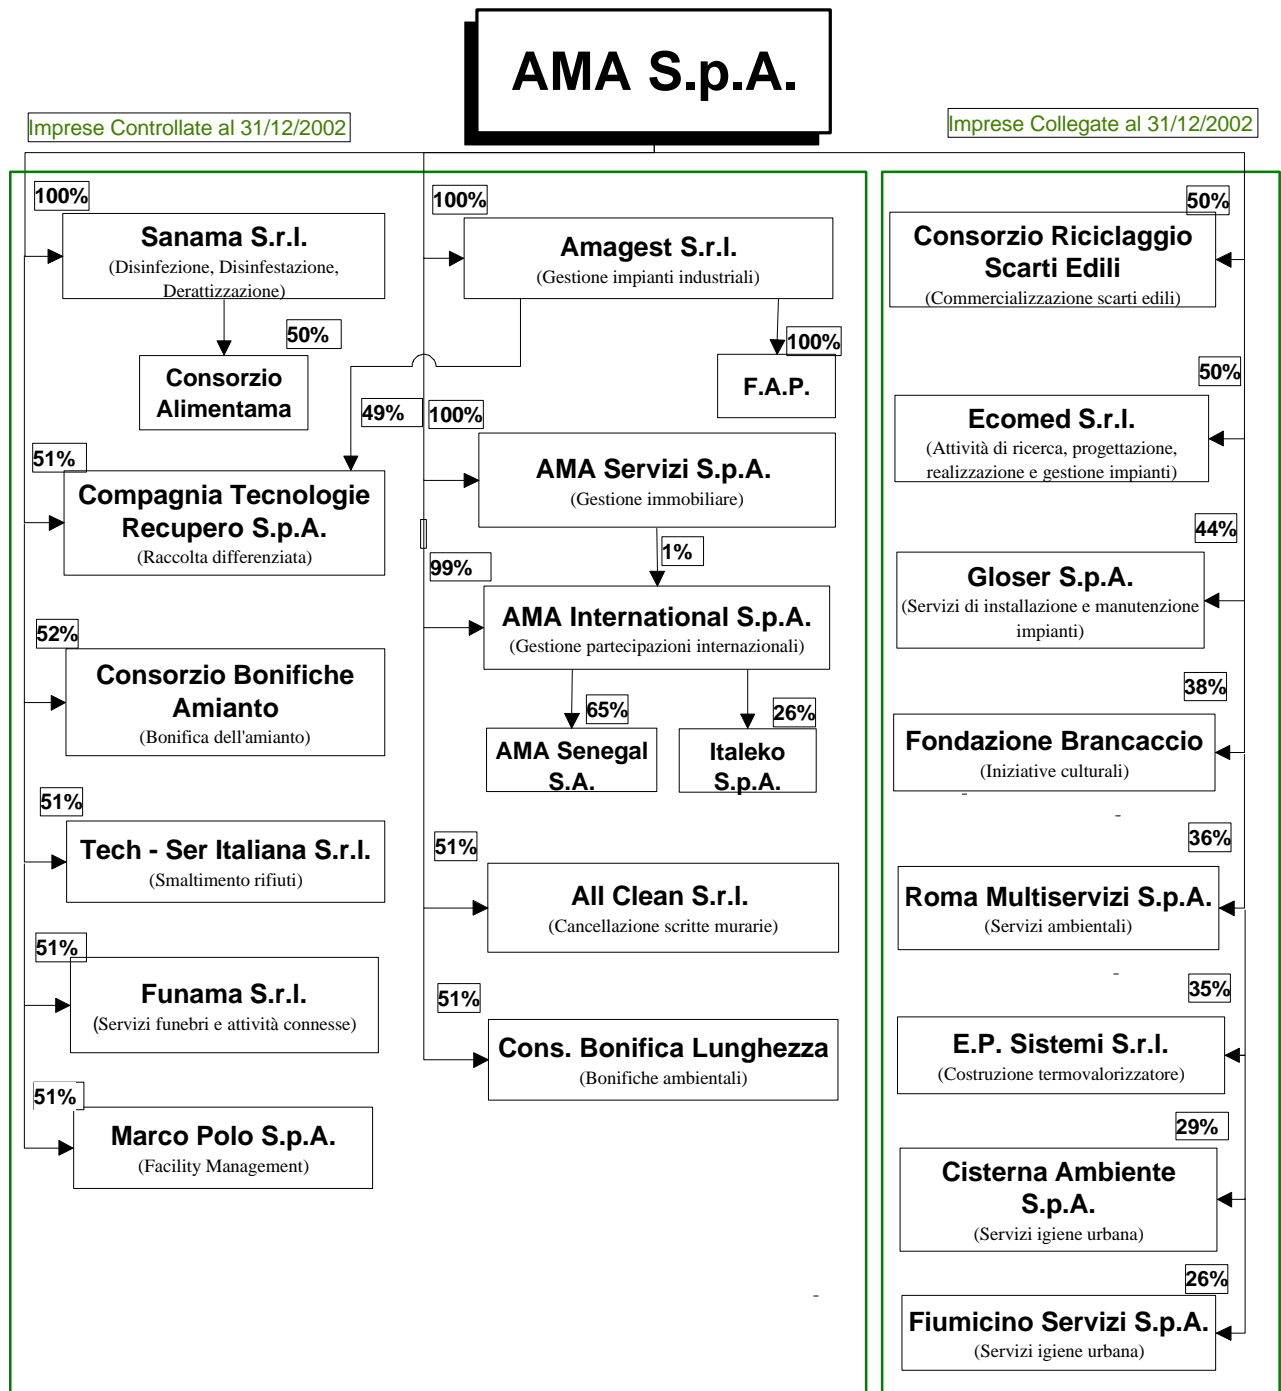 AMA S.p.A.
Imprese Controllate al 31/12/2002
100%
Sanama S.r.l.
(Disinfezione, Disinfestazione,
Derattizzazione)
50%
Consorzio
Alimentama
51%
49%
Compagnia Tecnologie
Recupero S.p.A.
(Raccolta differenziata)
52%
Consorzio Bonifiche
Amianto
(Bonifica dell'amianto)
51%
Tech - Ser Italiana S.r.l.
(Smaltimento rifiuti)
51%
Funama S.r.l.
(Servizi funebri e attività connesse)
51%
Marco Polo S.p.A.
(Facility Management)
100%
Amagest S.r.l.
(Gestione impianti industriali)
100%
F.A.P.
100%
AMA Servizi S.p.A.
(Gestione immobiliare)
1%
99%
AMA International S.p.A.
(Gestione partecipazioni internazionali)
65%
AMA Senegal
S.A.
26%
Italeko
S.p.A.
51%
All Clean S.r.l.
(Cancellazione scritte murarie)
51%
Cons. Bonifica Lunghezza
(Bonifiche ambientali)
Imprese Collegate al 31/12/2002
50%
Consorzio Riciclaggio
Scarti Edili
(Commercializzazione scarti edili)
50%
Ecomed S.r.l.
(Attività di ricerca, progettazione,
realizzazione e gestione impianti)
44%
Gloser S.p.A.
(Servizi di installazione e manutenzione
impianti)
38%
Fondazione Brancaccio
(Iniziative culturali)
36%
Roma Multiservizi S.p.A.
(Servizi ambientali)
35%
E.P. Sistemi S.r.l.
(Costruzione termovalorizzatore)
29%
Cisterna Ambiente
S.p.A.
(Servizi igiene urbana)
26%
Fiumicino Servizi S.p.A.
(Servizi igiene urbana)